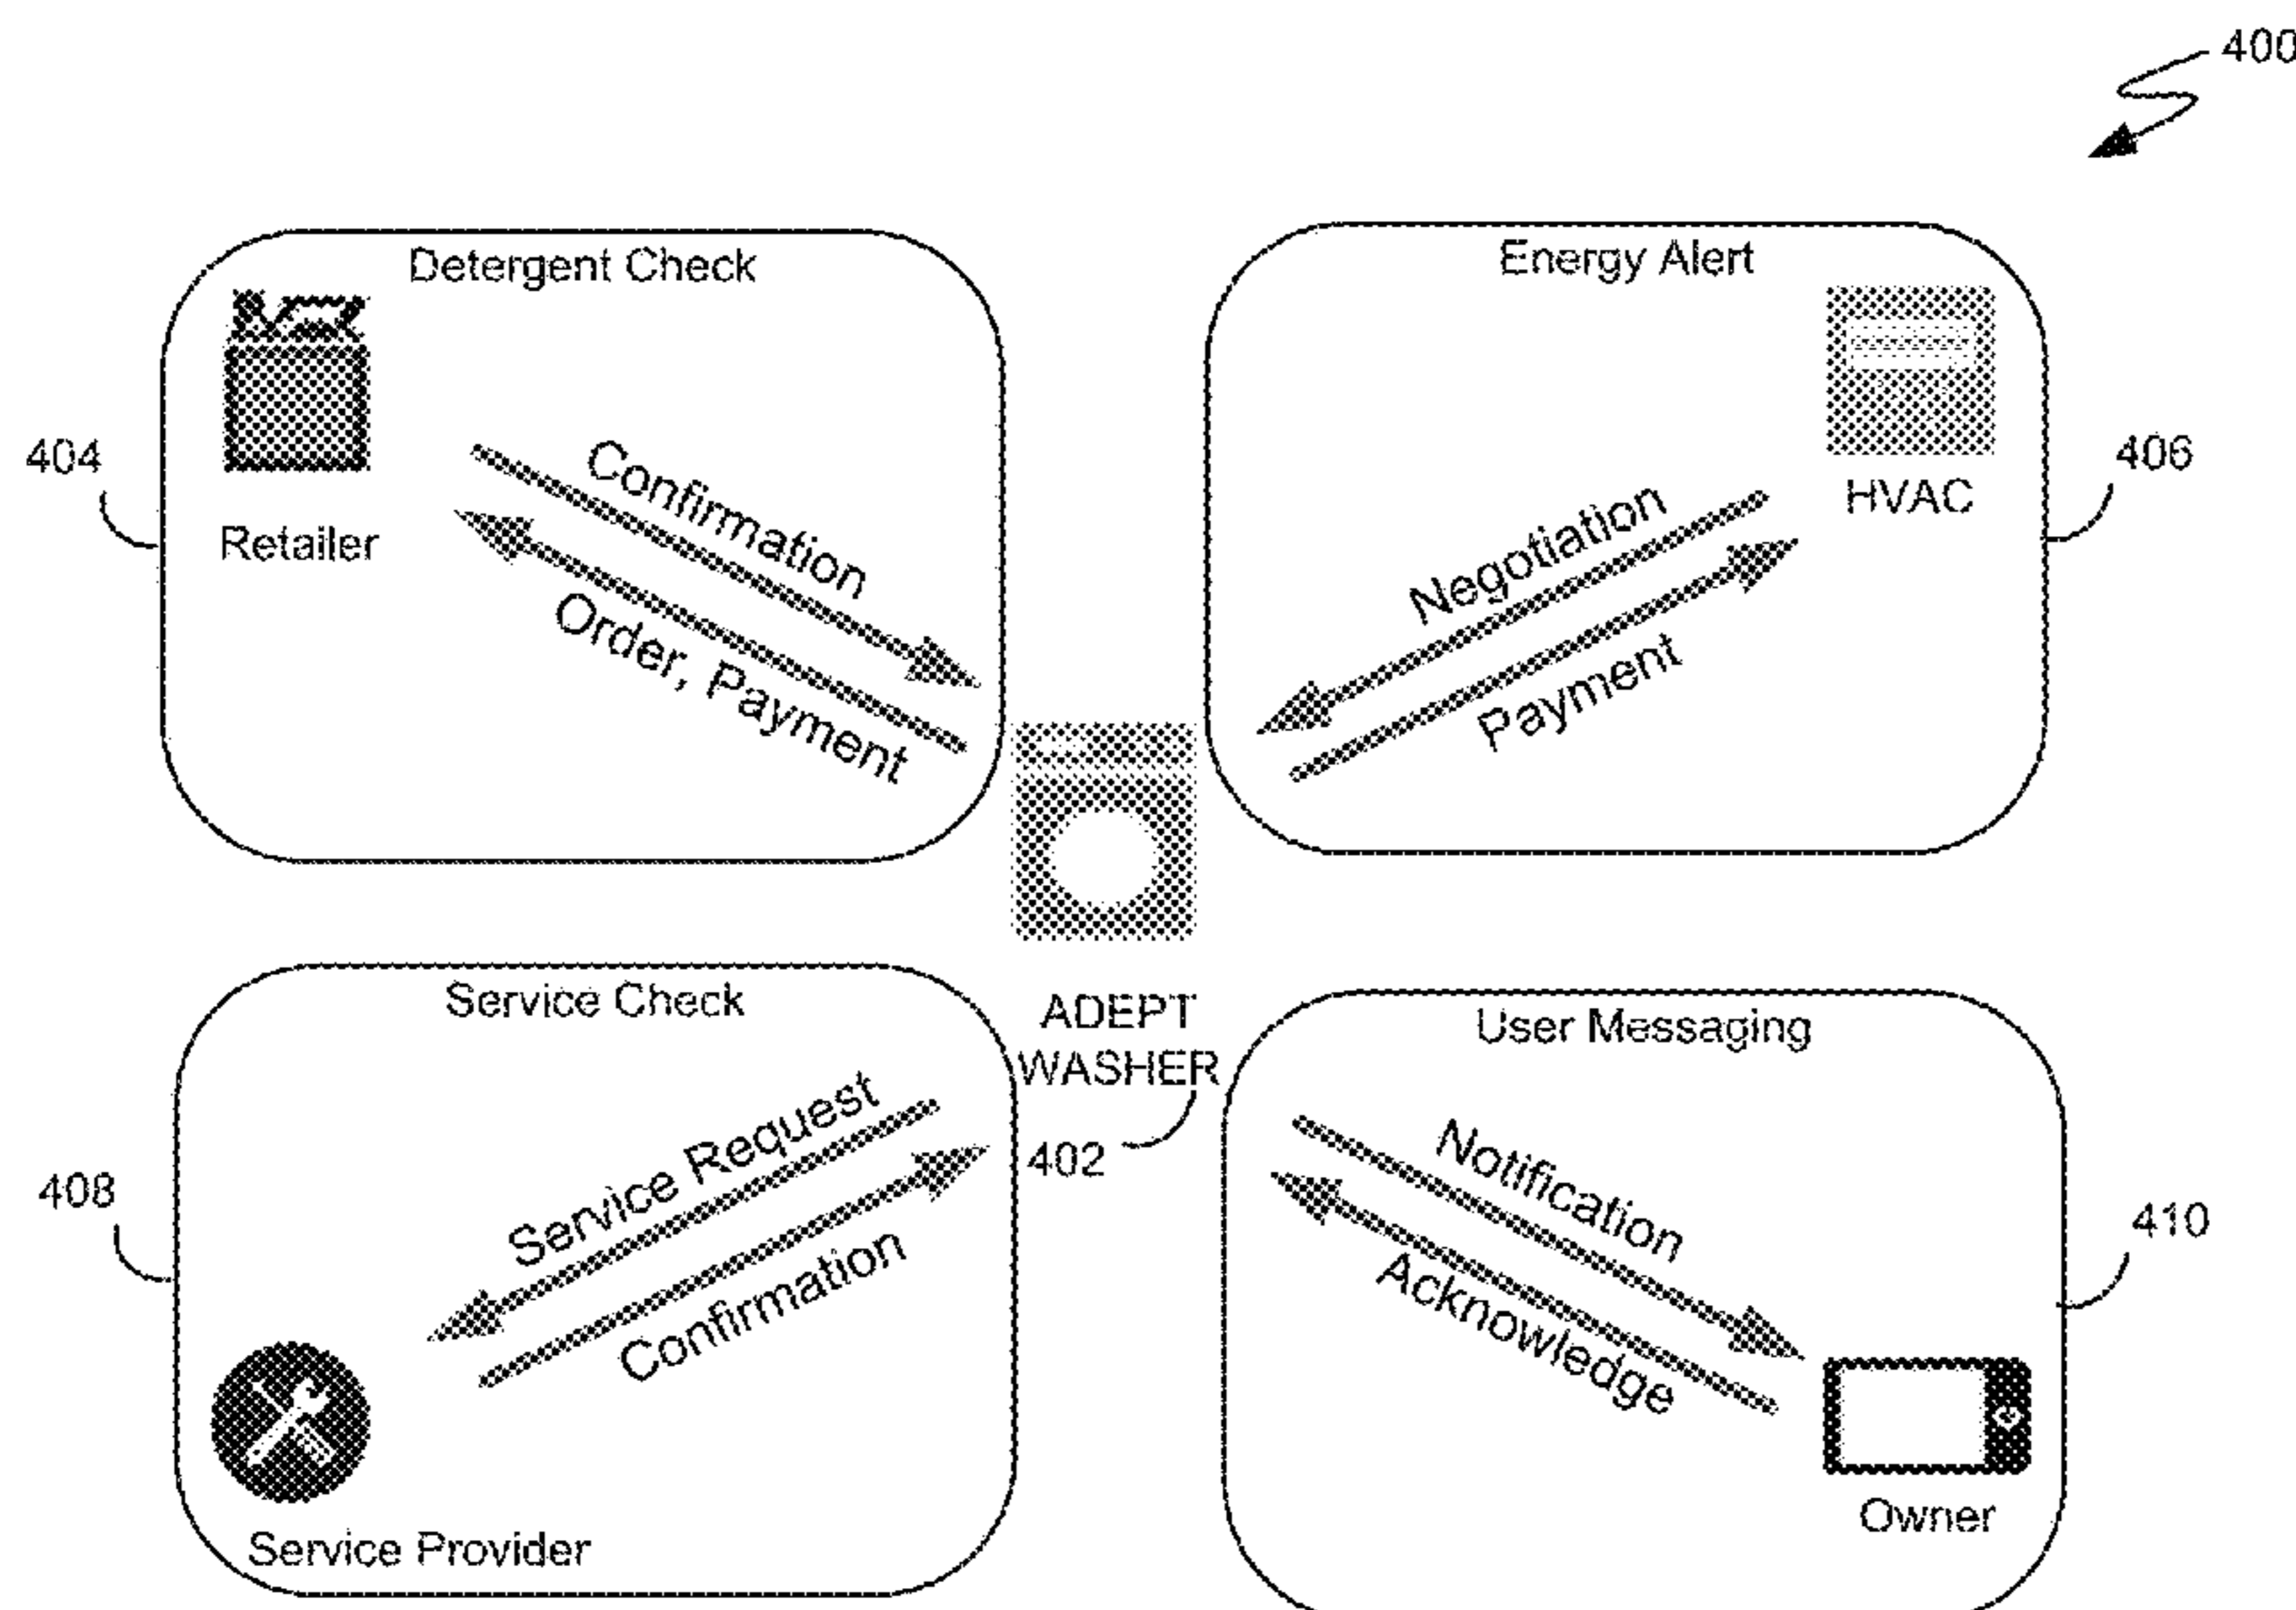 400
Detergent Check
Energy Alert
404
Retailer
Confirmation
Order, Payment
Negotiation
Payment
HVAC
406
ADEPT
WASHER
402
Service Check
408
Service Request
Confirmation
Service Provider
User Messaging
Notification
Acknowledge
410
Owner